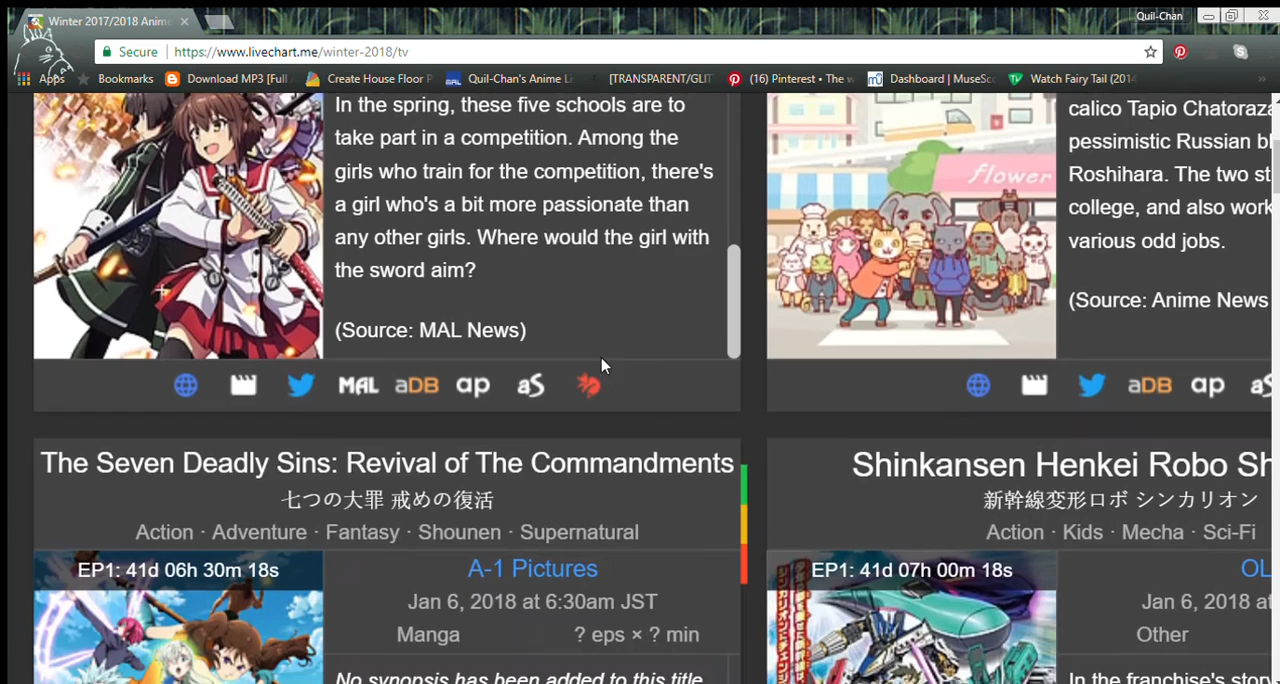 Winter 2017/2018 Anim
Quil-Chan
Secure
https://www.livechart.me/winter-2018/tv
Apps
Bookmarks
Download MP3 [Full
Create House Floor P
Quil-Chan's Anime Li
[TRANSPARENT/GLIT
(16) Pinterest • The w
Dashboard | MuseSc
Watch Fairy Tail (2014
In the spring, these five schools are to
take part in a competition. Among the
girls who train for the competition, there's
a girl who's a bit more passionate than
any other girls. Where would the girl with
the sword aim?
(Source: MAL News)
MAL
aDB
ap
aS
flower
calico Tapio Chatoraza
pessimistic Russian bl
Roshihara. The two st
college, and also work
various odd jobs.
(Source: Anime News
aDB
ap
aS
The Seven Deadly Sins: Revival of The Commandments
七つの大罪 戒めの復活
Action · Adventure · Fantasy · Shounen · Supernatural
EP1: 41d 06h 30m 18s
A-1 Pictures
Jan 6, 2018 at 6:30am JST
Manga
? eps × ? min
No synopsis has been added to this title
Shinkansen Henkei Robo Sh
新幹線変形ロボ シンカリオン
Action · Kids · Mecha · Sci-Fi
EP1: 41d 07h 00m 18s
OL
Jan 6, 2018 at
Other
In the franchise's story